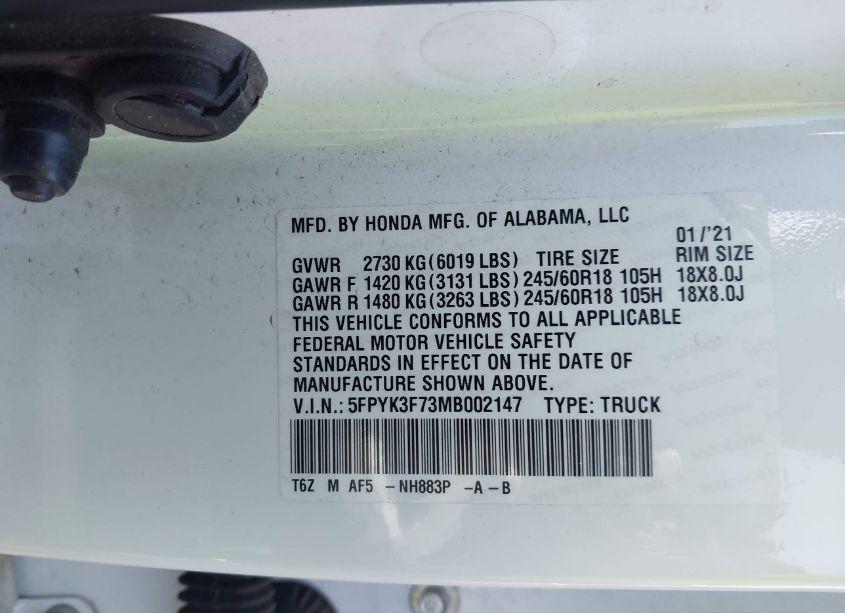 MFD. BY HONDA MFG. OF ALABAMA, LLC
01/'21
GVWR 2730 KG(6019 LBS) TIRE SIZE RIM SIZE
GAWR F 1420 KG(3131 LBS) 245/60R18 105H 18X8.0J
GAWR R 1480 KG(3263 LBS) 245/60R18 105H 18X8.0J
THIS VEHICLE CONFORMS TO ALL APPLICABLE
FEDERAL MOTOR VEHICLE SAFETY
STANDARDS IN EFFECT ON THE DATE OF
MANUFACTURE SHOWN ABOVE.
V.I.N.: 5FPYK3F73MB002147 TYPE: TRUCK
T6Z M AF5 -NH883P -A-B